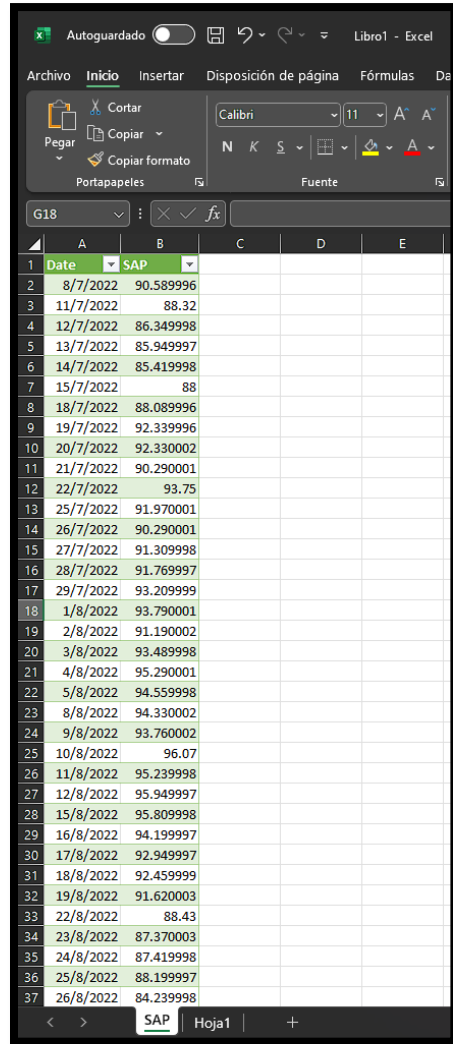 Autoguardado Libro1 - Excel
Archivo Inicio Insertar Disposición de página Fórmulas Da
Pegar
Cortar
Copiar
Copiar formato
Portapapeles
Calibri 11 A A
N K S A
Fuente
G18 fx
A B C D E
1 Date SAP
2 8/7/2022 90.589996
3 11/7/2022 88.32
4 12/7/2022 86.349998
5 13/7/2022 85.949997
6 14/7/2022 85.419998
7 15/7/2022 88
8 18/7/2022 88.089996
9 19/7/2022 92.339996
10 20/7/2022 92.330002
11 21/7/2022 90.290001
12 22/7/2022 93.75
13 25/7/2022 91.970001
14 26/7/2022 90.290001
15 27/7/2022 91.309998
16 28/7/2022 91.769997
17 29/7/2022 93.209999
18 1/8/2022 93.790001
19 2/8/2022 91.190002
20 3/8/2022 93.489998
21 4/8/2022 95.290001
22 5/8/2022 94.559998
23 8/8/2022 94.330002
24 9/8/2022 93.760002
25 10/8/2022 96.07
26 11/8/2022 95.239998
27 12/8/2022 95.949997
28 15/8/2022 95.809998
29 16/8/2022 94.199997
30 17/8/2022 92.949997
31 18/8/2022 92.459999
32 19/8/2022 91.620003
33 22/8/2022 88.43
34 23/8/2022 87.370003
35 24/8/2022 87.419998
36 25/8/2022 88.199997
37 26/8/2022 84.239998
SAP Hoja1 +